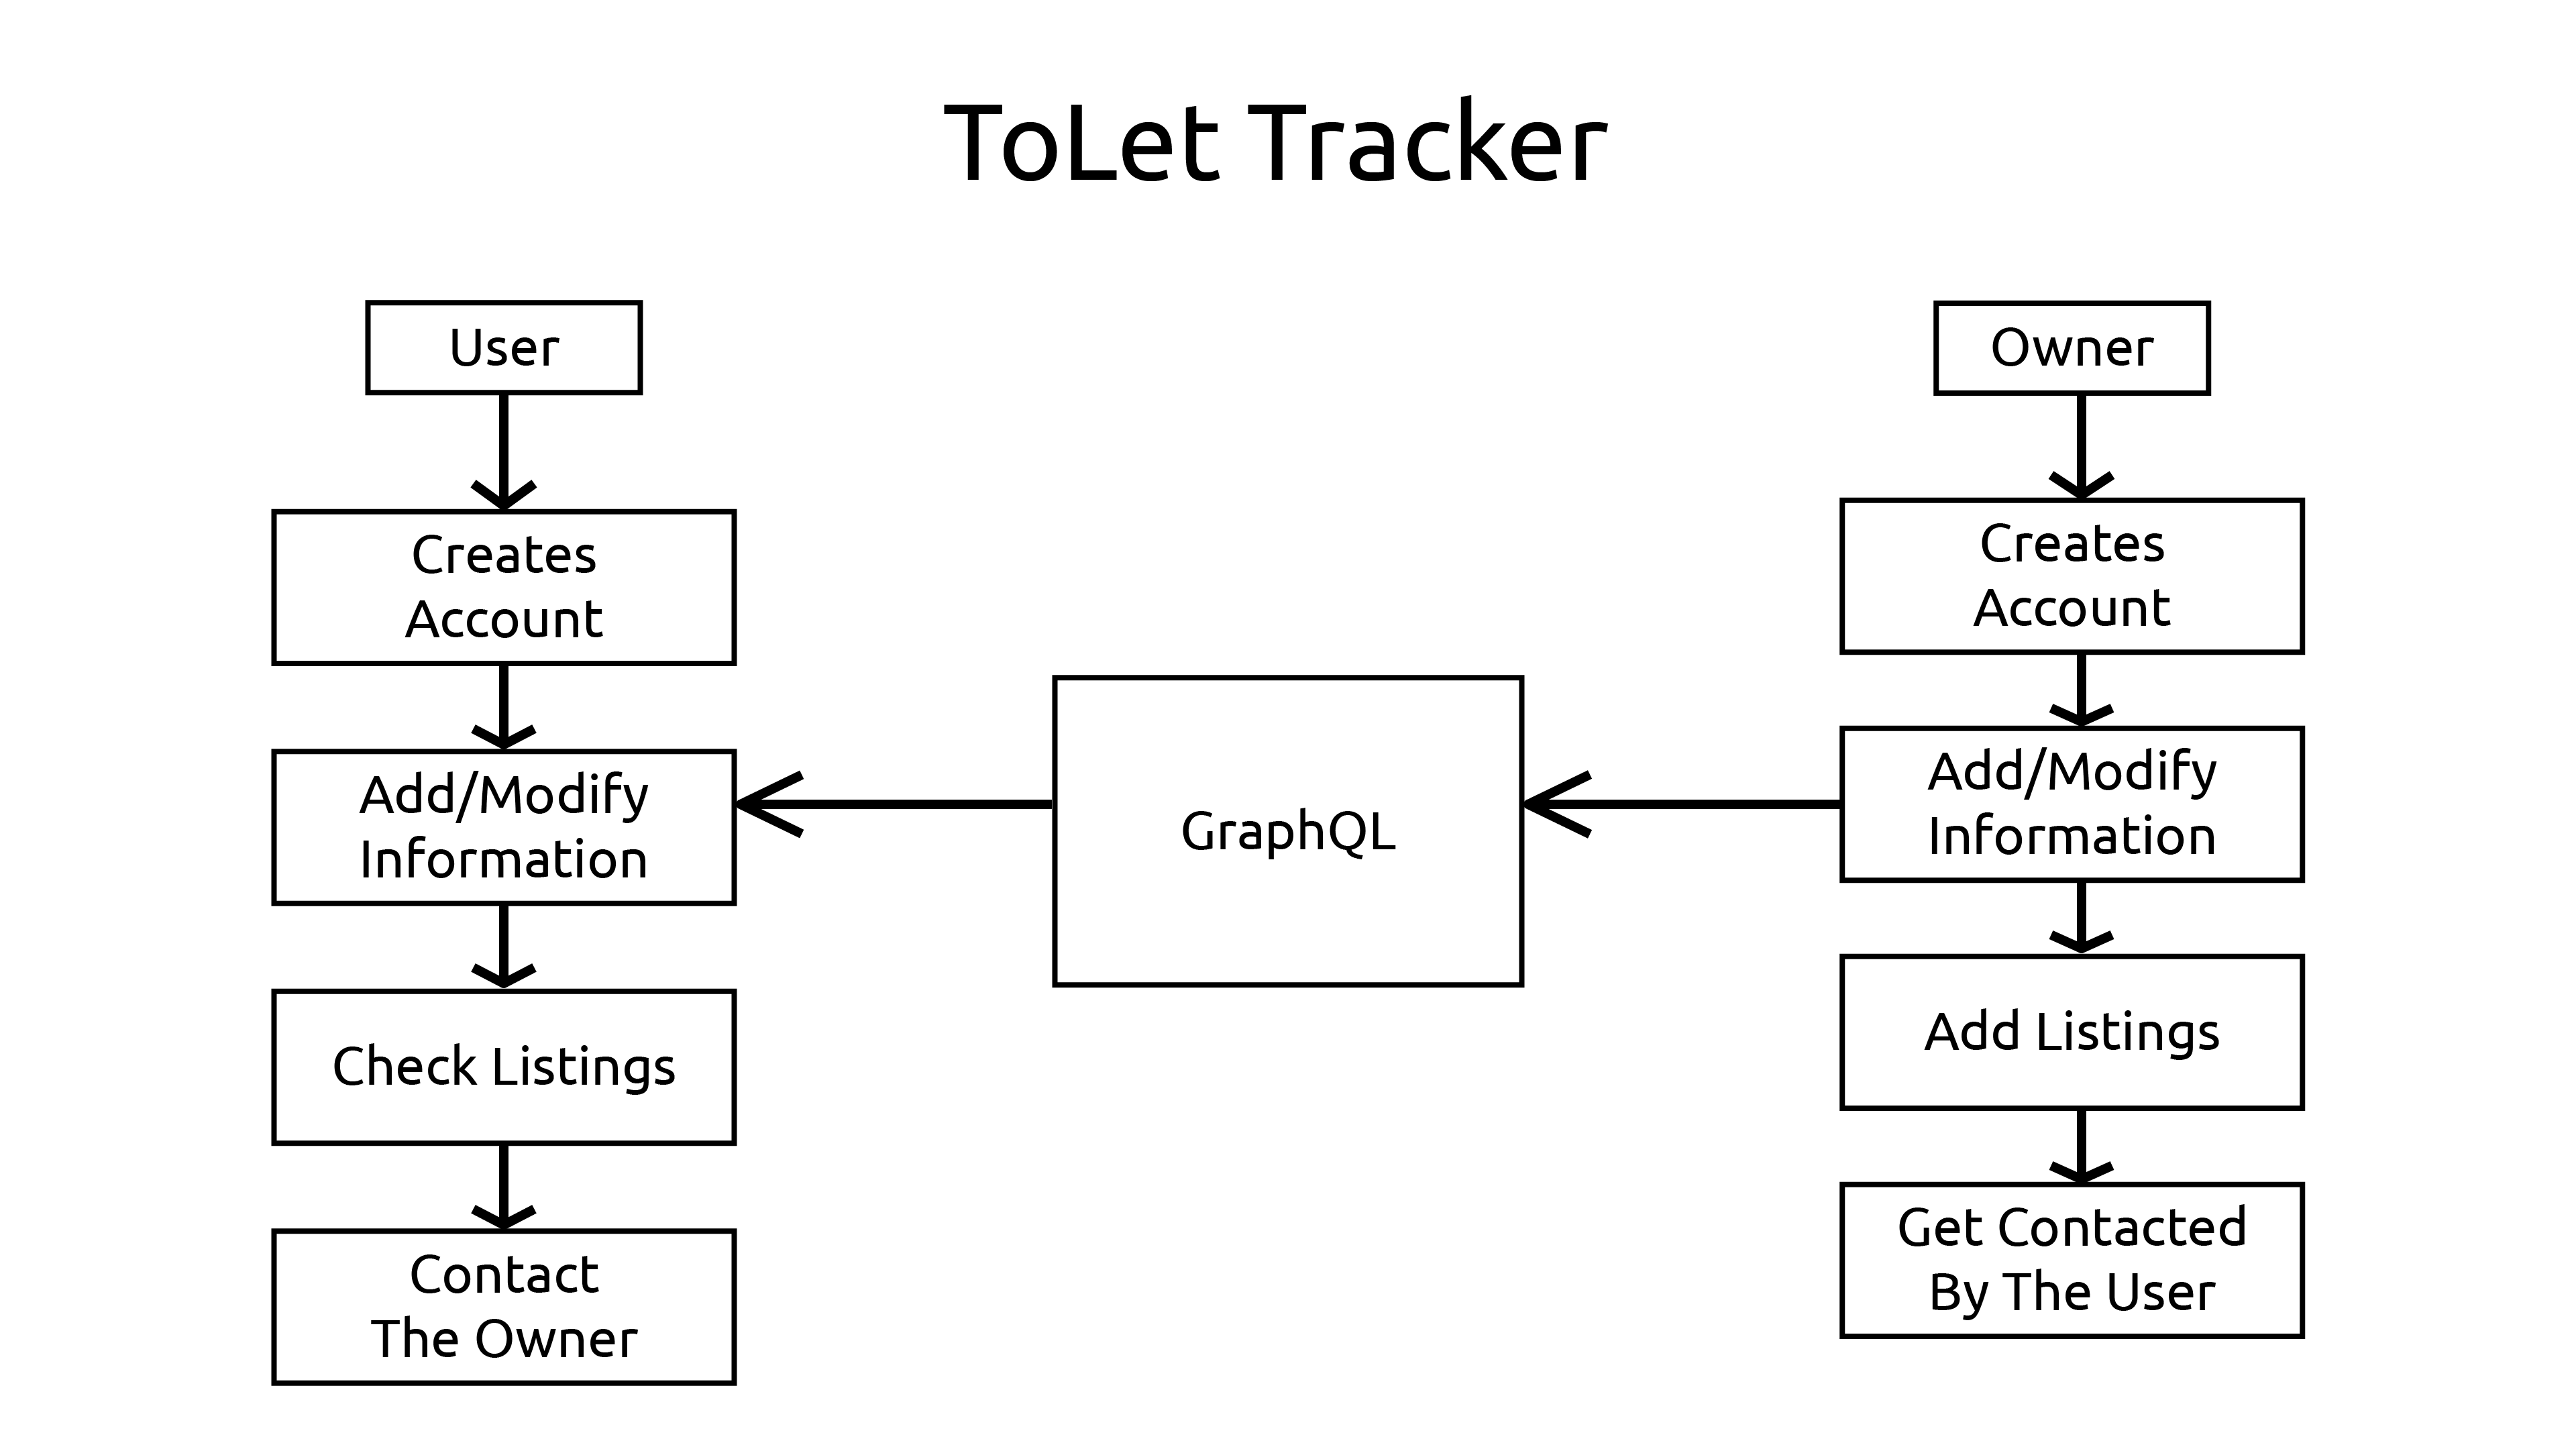 ToLet Tracker
User
Creates
Account
Add/Modify
Information
Check Listings
Contact
The Owner
GraphQL
Owner
Creates
Account
Add/Modify
Information
Add Listings
Get Contacted
By The User